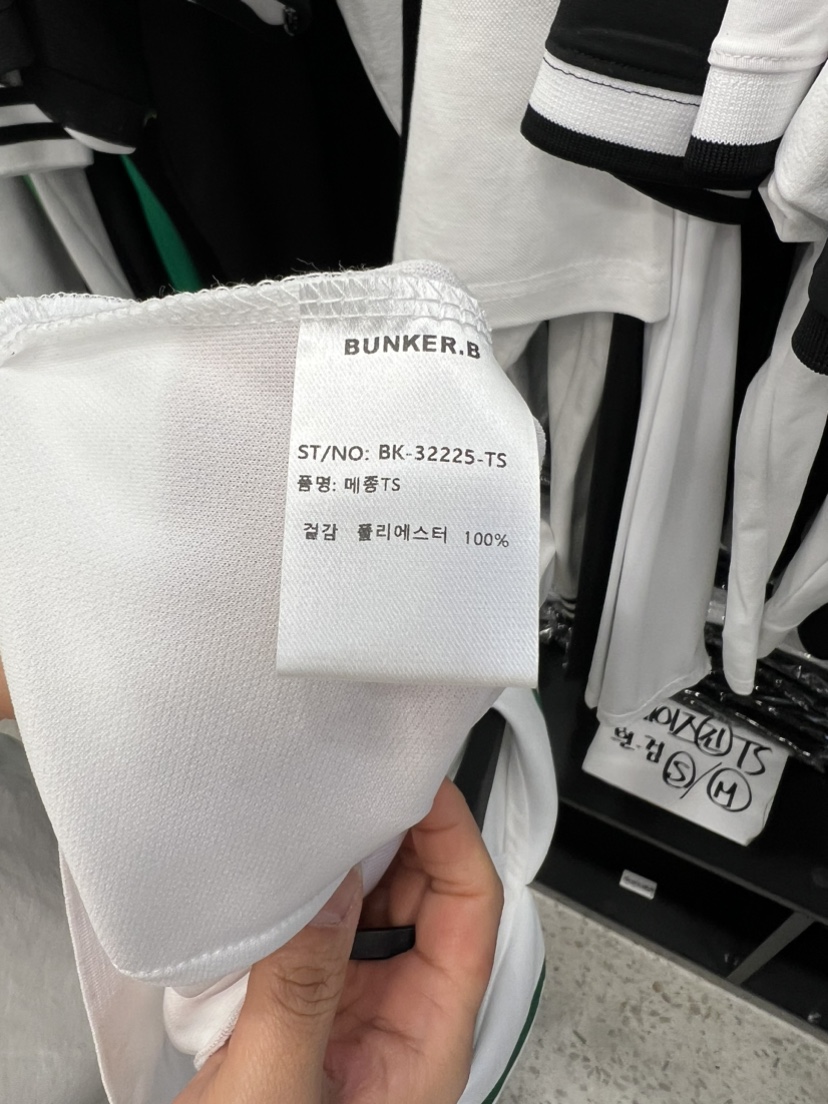 BUNKER.B
ST/NO: BK-32225-TS
품명: 메종TS
겉감 폴리에스터 100%
TS
S/M